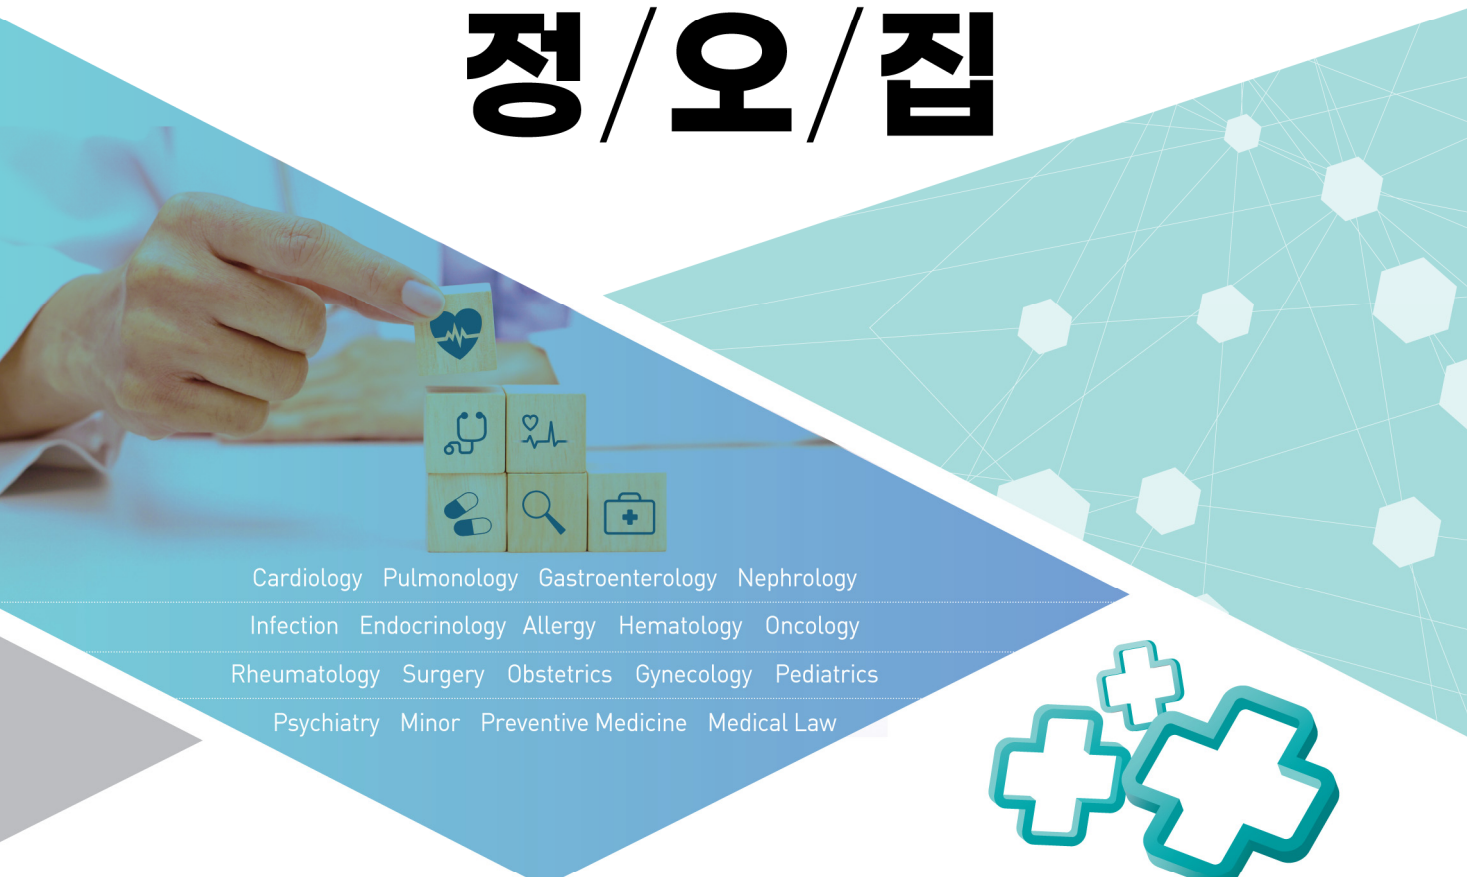 정/오/집
Cardiology Pulmonology Gastroenterology Nephrology
Infection Endocrinology Allergy Hematology Oncology
Rheumatology Surgery Obstetrics Gynecology Pediatrics
Psychiatry Minor Preventive Medicine Medical Law